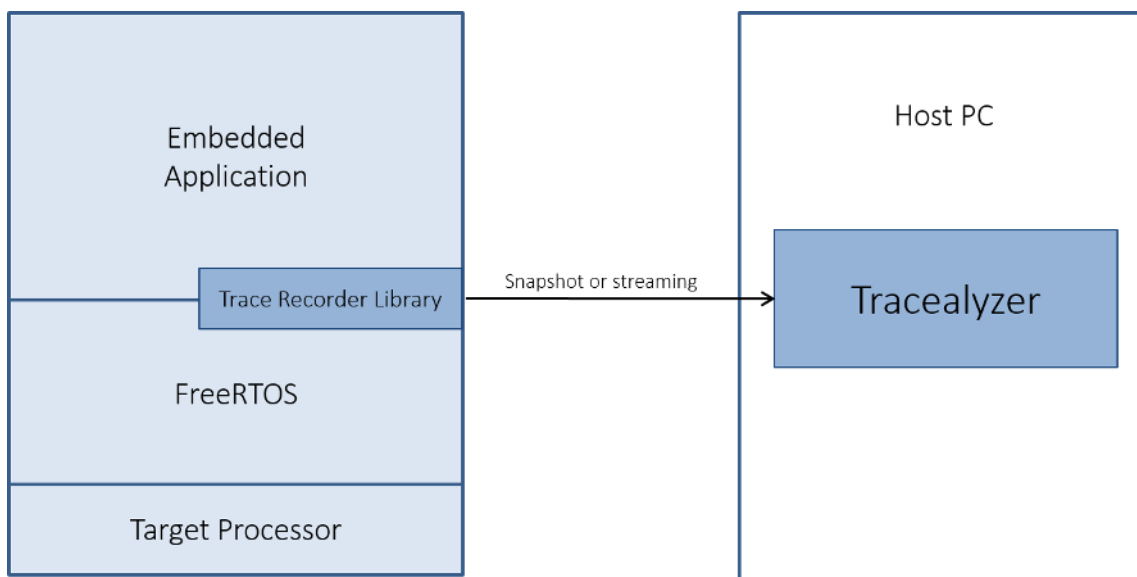 Embedded
Application
Trace Recorder Library
FreeRTOS
Target Processor
Snapshot or streaming
Host PC
Tracealyzer